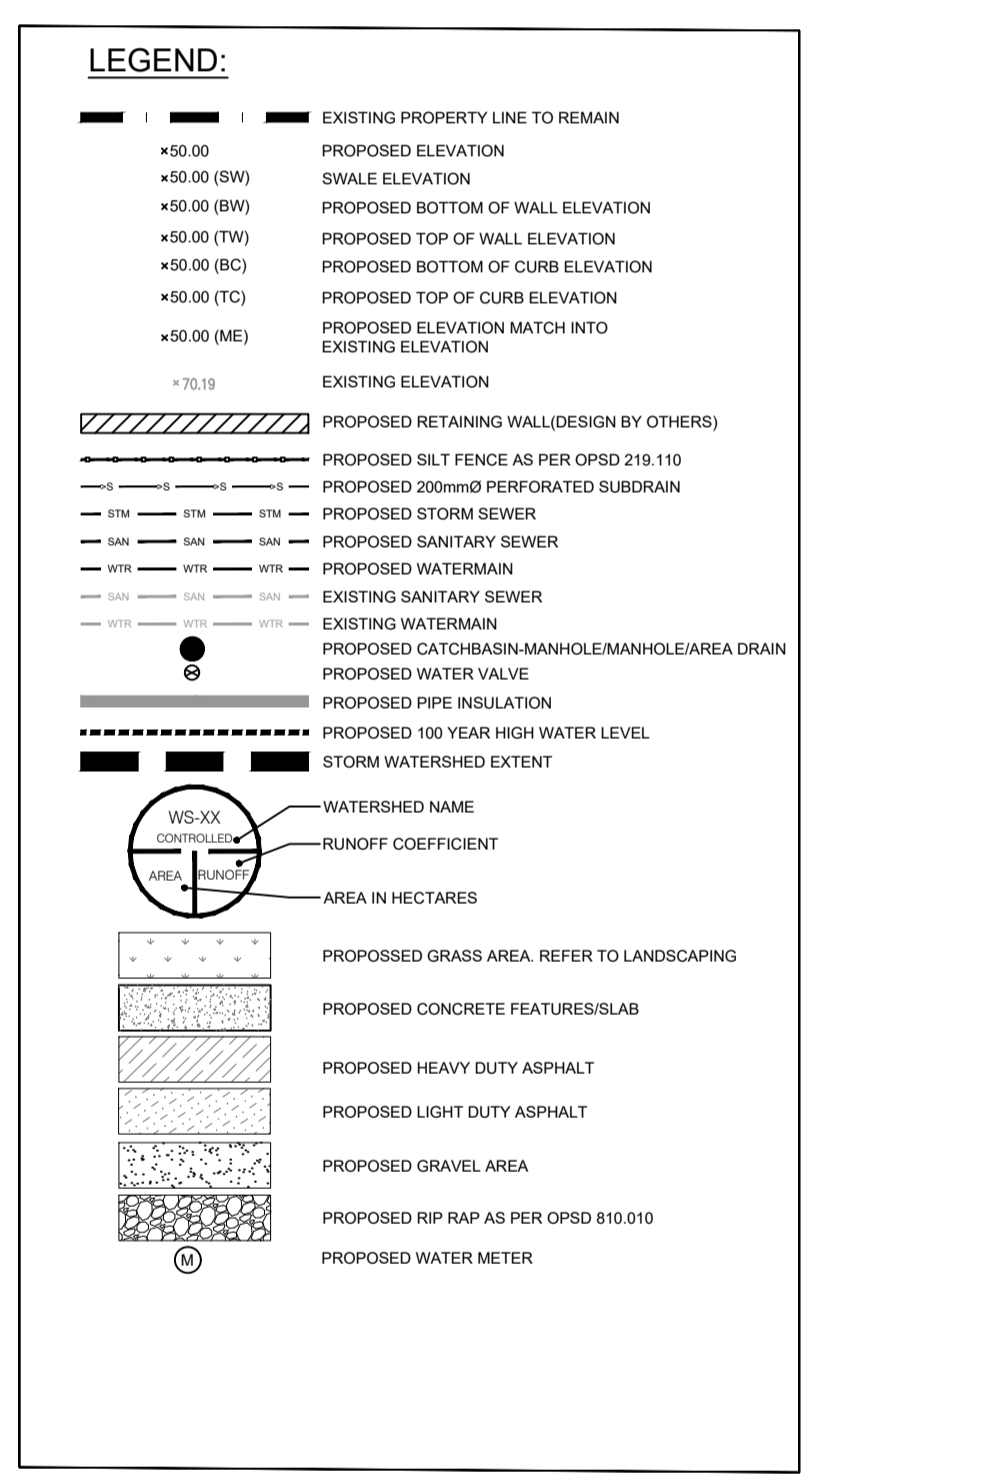 LEGEND:
EXISTING PROPERTY LINE TO REMAIN
×50.00 PROPOSED ELEVATION
×50.00 (SW) SWALE ELEVATION
×50.00 (BW) PROPOSED BOTTOM OF WALL ELEVATION
×50.00 (TW) PROPOSED TOP OF WALL ELEVATION
×50.00 (BC) PROPOSED BOTTOM OF CURB ELEVATION
×50.00 (TC) PROPOSED TOP OF CURB ELEVATION
×50.00 (ME) PROPOSED ELEVATION MATCH INTO
EXISTING ELEVATION
×70.19 EXISTING ELEVATION
PROPOSED RETAINING WALL(DESIGN BY OTHERS)
PROPOSED SILT FENCE AS PER OPSD 219.110
S S S S PROPOSED 200mmØ PERFORATED SUBDRAIN
STM STM STM PROPOSED STORM SEWER
SAN SAN SAN PROPOSED SANITARY SEWER
WTR WTR WTR PROPOSED WATERMAIN
SAN SAN SAN EXISTING SANITARY SEWER
WTR WTR WTR EXISTING WATERMAIN
PROPOSED CATCHBASIN-MANHOLE/MANHOLE/AREA DRAIN
PROPOSED WATER VALVE
PROPOSED PIPE INSULATION
PROPOSED 100 YEAR HIGH WATER LEVEL
STORM WATERSHED EXTENT
WS-XX WATERSHED NAME
CONTROLLED
RUNOFF COEFFICIENT
AREA RUNOFF
AREA IN HECTARES
PROPOSSED GRASS AREA. REFER TO LANDSCAPING
PROPOSED CONCRETE FEATURES/SLAB
PROPOSED HEAVY DUTY ASPHALT
PROPOSED LIGHT DUTY ASPHALT
PROPOSED GRAVEL AREA
PROPOSED RIP RAP AS PER OPSD 810.010
M PROPOSED WATER METER